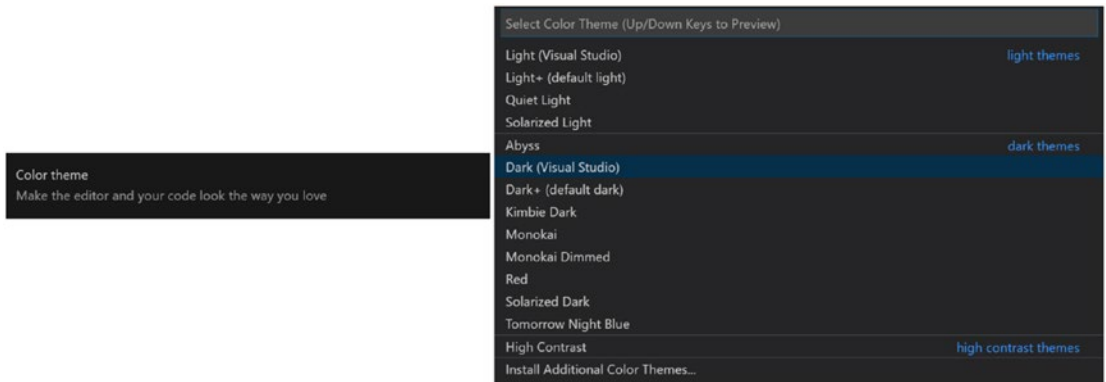 Color theme
Make the editor and your code look the way you love
Select Color Theme (Up/Down Keys to Preview)
Light (Visual Studio) light themes
Light+ (default light)
Quiet Light
Solarized Light
Abyss dark themes
Dark (Visual Studio)
Dark+ (default dark)
Kimbie Dark
Monokai
Monokai Dimmed
Red
Solarized Dark
Tomorrow Night Blue
High Contrast high contrast themes
Install Additional Color Themes...